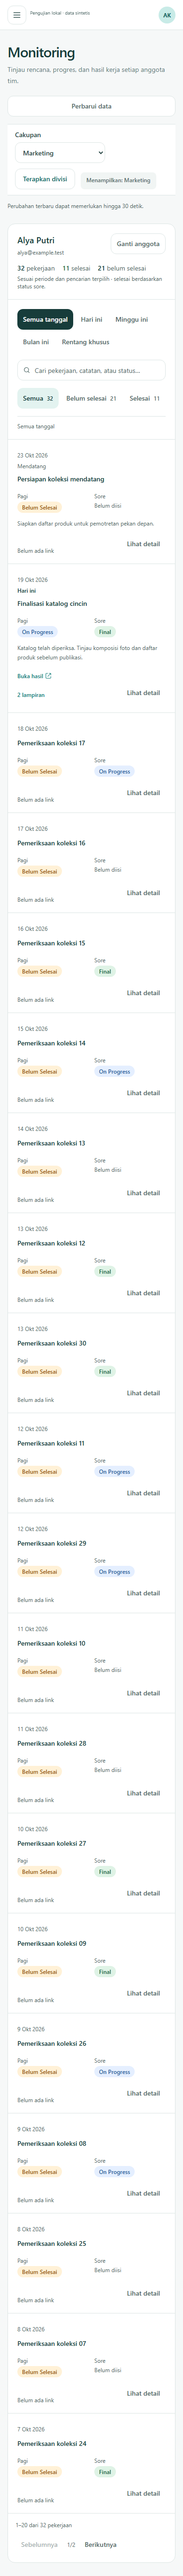 Pengujian lokal · data sintetis
AK
Monitoring
Tinjau rencana, progres, dan hasil kerja setiap anggota
tim.
Perbarui data
Cakupan
Marketing
Terapkan divisi
Menampilkan: Marketing
Perubahan terbaru dapat memerlukan hingga 30 detik.
Alya Putri
alya@example.test
Ganti anggota
32 pekerjaan 11 selesai 21 belum selesai
Sesuai periode dan pencarian terpilih · selesai berdasarkan
status sore.
Semua tanggal Hari ini Minggu ini
Bulan ini Rentang khusus
Cari pekerjaan, catatan, atau status...
Semua 32 Belum selesai 21 Selesai 11
Semua tanggal
23 Okt 2026
Mendatang
Persiapan koleksi mendatang
Pagi Sore
Belum Selesai Belum diisi
Siapkan daftar produk untuk pemotretan pekan depan.
Lihat detail
Belum ada link
19 Okt 2026
Hari ini
Finalisasi katalog cincin
Pagi Sore
On Progress Final
Katalog telah diperiksa. Tinjau komposisi foto dan daftar
produk sebelum publikasi.
Buka hasil
2 lampiran Lihat detail
18 Okt 2026
Pemeriksaan koleksi 17
Pagi Sore
Belum Selesai On Progress
Lihat detail
Belum ada link
17 Okt 2026
Pemeriksaan koleksi 16
Pagi Sore
Belum Selesai Belum diisi
Lihat detail
Belum ada link
16 Okt 2026
Pemeriksaan koleksi 15
Pagi Sore
Belum Selesai Final
Lihat detail
Belum ada link
15 Okt 2026
Pemeriksaan koleksi 14
Pagi Sore
Belum Selesai On Progress
Lihat detail
Belum ada link
14 Okt 2026
Pemeriksaan koleksi 13
Pagi Sore
Belum Selesai Belum diisi
Lihat detail
Belum ada link
13 Okt 2026
Pemeriksaan koleksi 12
Pagi Sore
Belum Selesai Final
Lihat detail
Belum ada link
13 Okt 2026
Pemeriksaan koleksi 30
Pagi Sore
Belum Selesai Final
Lihat detail
Belum ada link
12 Okt 2026
Pemeriksaan koleksi 11
Pagi Sore
Belum Selesai On Progress
Lihat detail
Belum ada link
12 Okt 2026
Pemeriksaan koleksi 29
Pagi Sore
Belum Selesai On Progress
Lihat detail
Belum ada link
11 Okt 2026
Pemeriksaan koleksi 10
Pagi Sore
Belum Selesai Belum diisi
Lihat detail
Belum ada link
11 Okt 2026
Pemeriksaan koleksi 28
Pagi Sore
Belum Selesai Belum diisi
Lihat detail
Belum ada link
10 Okt 2026
Pemeriksaan koleksi 27
Pagi Sore
Belum Selesai Final
Lihat detail
Belum ada link
10 Okt 2026
Pemeriksaan koleksi 09
Pagi Sore
Belum Selesai Final
Lihat detail
Belum ada link
9 Okt 2026
Pemeriksaan koleksi 26
Pagi Sore
Belum Selesai On Progress
Lihat detail
Belum ada link
9 Okt 2026
Pemeriksaan koleksi 08
Pagi Sore
Belum Selesai On Progress
Lihat detail
Belum ada link
8 Okt 2026
Pemeriksaan koleksi 25
Pagi Sore
Belum Selesai Belum diisi
Lihat detail
Belum ada link
8 Okt 2026
Pemeriksaan koleksi 07
Pagi Sore
Belum Selesai Belum diisi
Lihat detail
Belum ada link
7 Okt 2026
Pemeriksaan koleksi 24
Pagi Sore
Belum Selesai Final
Lihat detail
Belum ada link
1–20 dari 32 pekerjaan
Sebelumnya 1/2 Berikutnya